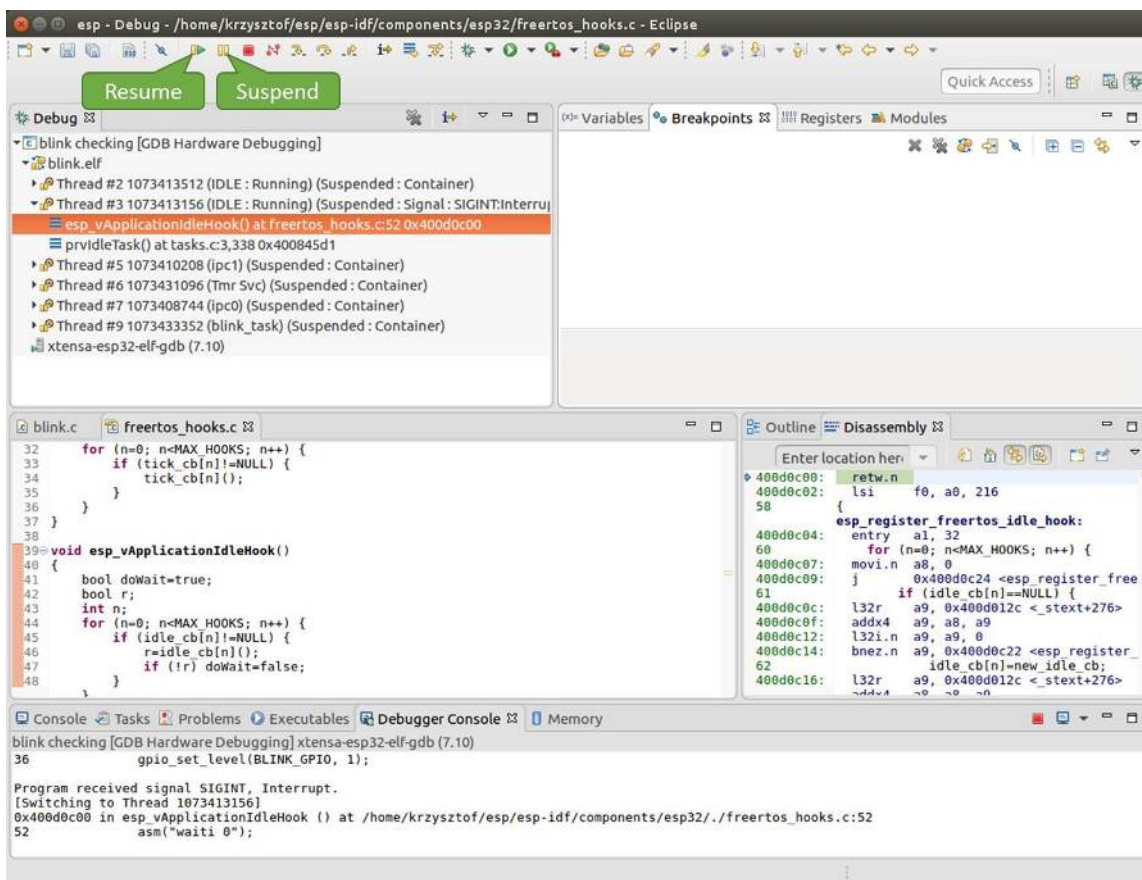 esp - Debug - /home/krzysztof/esp/esp-idf/components/esp32/freertos_hooks.c - Eclipse
Resume
Suspend
Quick Access
Debug
blink checking [GDB Hardware Debugging]
blink.elf
Thread #2 1073413512 (IDLE : Running) (Suspended : Container)
Thread #3 1073413156 (IDLE : Running) (Suspended : Signal : SIGINT:Interrup
esp_vApplicationIdleHook() at freertos_hooks.c:52 0x400d0c00
prvIdleTask() at tasks.c:3,338 0x400845d1
Thread #5 1073410208 (ipc1) (Suspended : Container)
Thread #6 1073431096 (Tmr Svc) (Suspended : Container)
Thread #7 1073408744 (ipc0) (Suspended : Container)
Thread #9 1073433352 (blink_task) (Suspended : Container)
xtensa-esp32-elf-gdb (7.10)
(x)= Variables Breakpoints Registers Modules
blink.c freertos_hooks.c
32 for (n=0; n<MAX_HOOKS; n++) {
33 if (tick_cb[n]!=NULL) {
34 tick_cb[n]();
35 }
36 }
37 }
38
39 void esp_vApplicationIdleHook()
40 {
41 bool doWait=true;
42 bool r;
43 int n;
44 for (n=0; n<MAX_HOOKS; n++) {
45 if (idle_cb[n]!=NULL) {
46 r=idle_cb[n]();
47 if (!r) doWait=false;
48 }
}
Outline Disassembly
Enter location her
400d0c00: retw.n
400d0c02: lsi f0, a0, 216
58 {
esp_register_freertos_idle_hook:
400d0c04: entry a1, 32
60 for (n=0; n<MAX_HOOKS; n++) {
400d0c07: movi.n a8, 0
400d0c09: j 0x400d0c24 <esp_register_free
61 if (idle_cb[n]==NULL) {
400d0c0c: l32r a9, 0x400d012c <_stext+276>
400d0c0f: addx4 a9, a8, a9
400d0c12: l32i.n a9, a9, 0
400d0c14: bnez.n a9, 0x400d0c22 <esp_register_
62 idle_cb[n]=new_idle_cb;
400d0c16: l32r a9, 0x400d012c <_stext+276>
addx4 a8, a8, a9
Console Tasks Problems Executables Debugger Console Memory
blink checking [GDB Hardware Debugging] xtensa-esp32-elf-gdb (7.10)
36 gpio_set_level(BLINK_GPIO, 1);
Program received signal SIGINT, Interrupt.
[Switching to Thread 1073413156]
0x400d0c00 in esp_vApplicationIdleHook () at /home/krzysztof/esp/esp-idf/components/esp32/./freertos_hooks.c:52
52 asm("waiti 0");